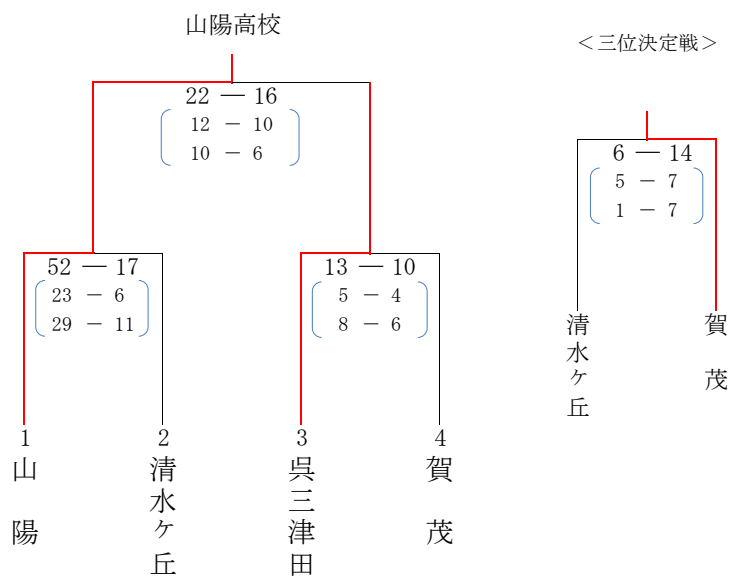 山陽高校
22 ― 16
12 － 10
10 － 6
52 ― 17
23 － 6
29 － 11
13 ― 10
5 － 4
8 － 6
1
山陽
2
清水ケ丘
3
呉三津田
4
賀茂
＜三位決定戦＞
6 ― 14
5 － 7
1 － 7
清水ケ丘
賀茂